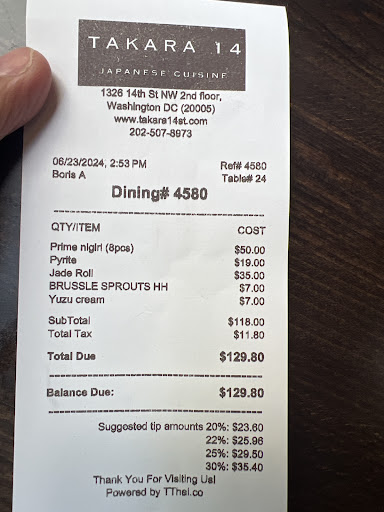 TAKARA 14
JAPANESE CUISINE
1326 14th St NW 2nd floor,
Washington DC (20005)
www.takara14st.com
202-507-8973
06/23/2024, 2:53 PM Ref# 4580
Boris A Table# 24
Dining# 4580
QTY/ITEM COST
Prime nigiri (8pcs) $50.00
Pyrite $19.00
Jade Roll $35.00
BRUSSLE SPROUTS HH $7.00
Yuzu cream $7.00
SubTotal $118.00
Total Tax $11.80
Total Due $129.80
Balance Due: $129.80
Suggested tip amounts 20%: $23.60
22%: $25.96
25%: $29.50
30%: $35.40
Thank You For Visiting Us!
Powered by TThai.co